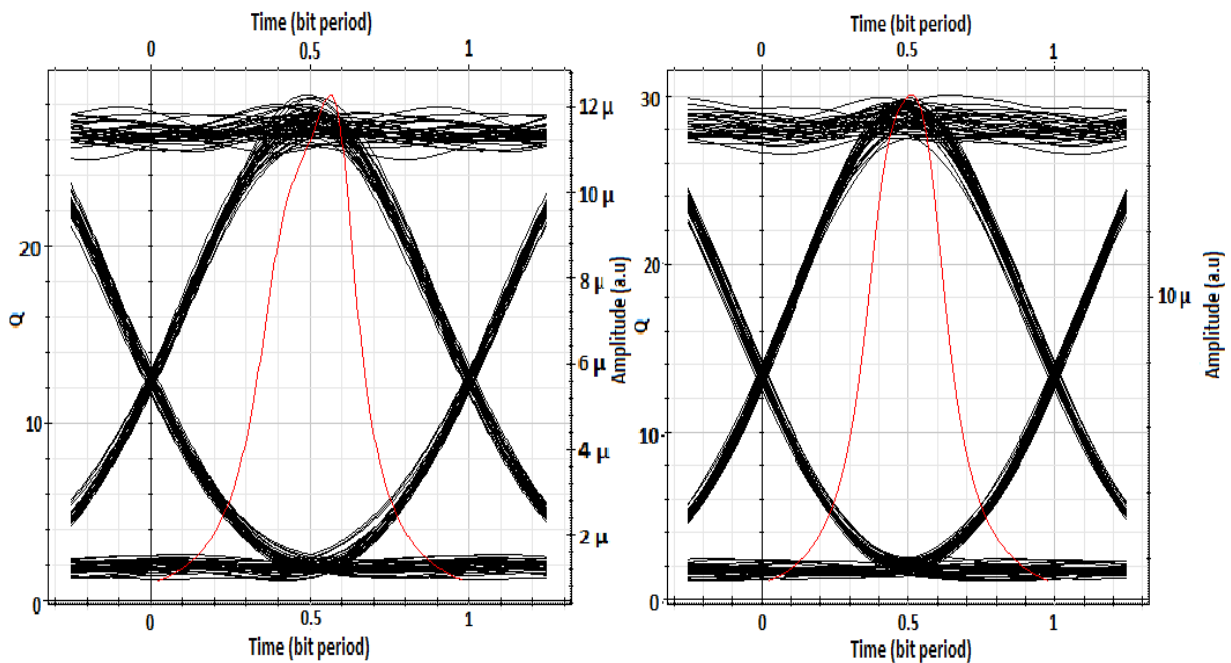 Time (bit period)
0 0.5 1
12 µ
10 µ
8 µ
6 µ
4 µ
2 µ
Amplitude (a.u)
20
10
0
Q
0 0.5 1
Time (bit period)
Time (bit period)
0 0.5 1
30
20
10
0
Q
10 µ
Amplitude (a.u)
0 0.5 1
Time (bit period)